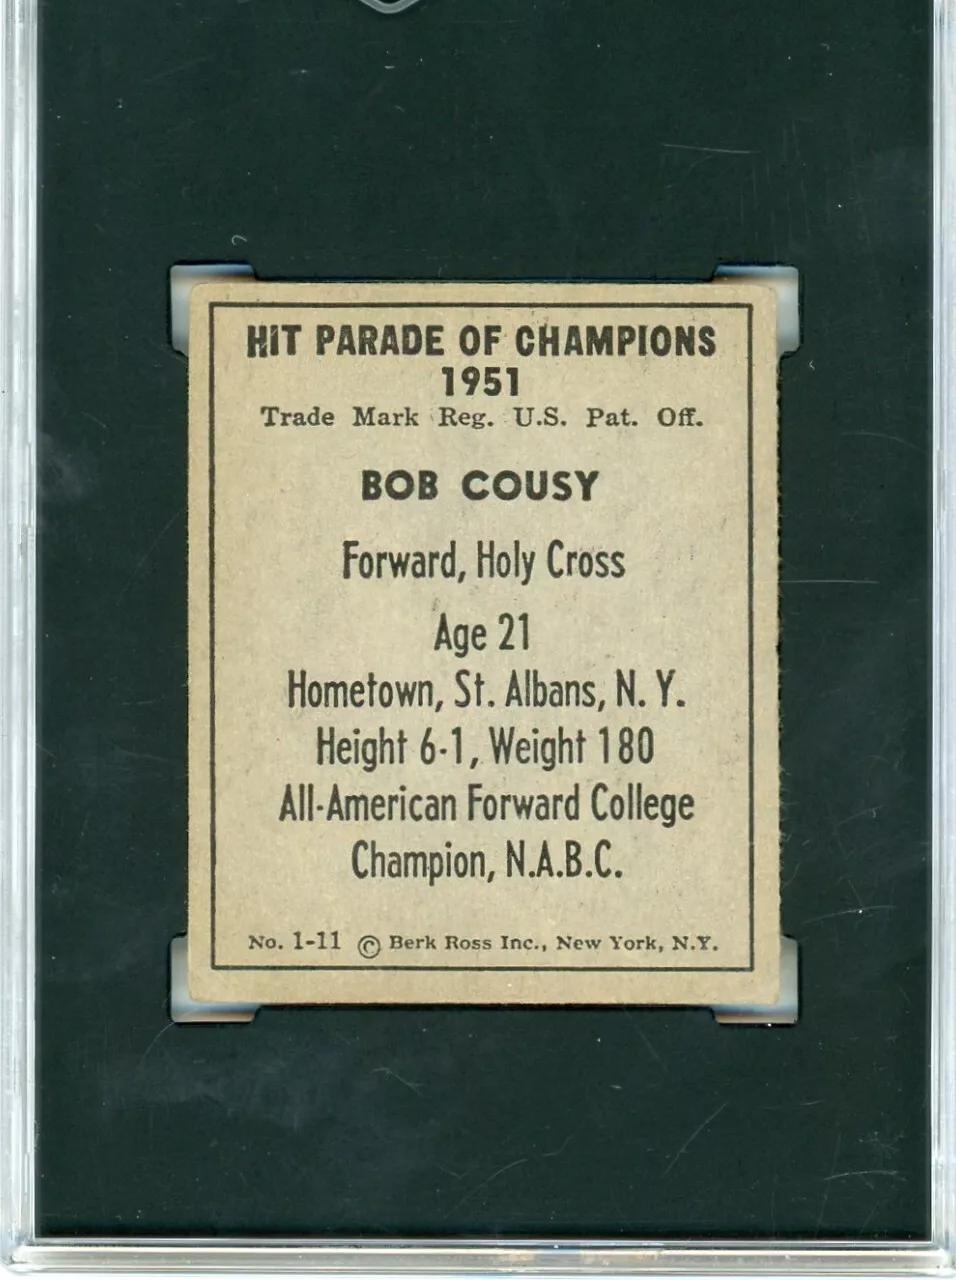 HIT PARADE OF CHAMPIONS
1951
Trade Mark Reg. U.S. Pat. Off.
BOB COUSY
Forward, Holy Cross
Age 21
Hometown, St. Albans, N. Y.
Height 6-1, Weight 180
All-American Forward College
Champion, N.A.B.C.
No. 1-11 © Berk Ross Inc., New York, N.Y.